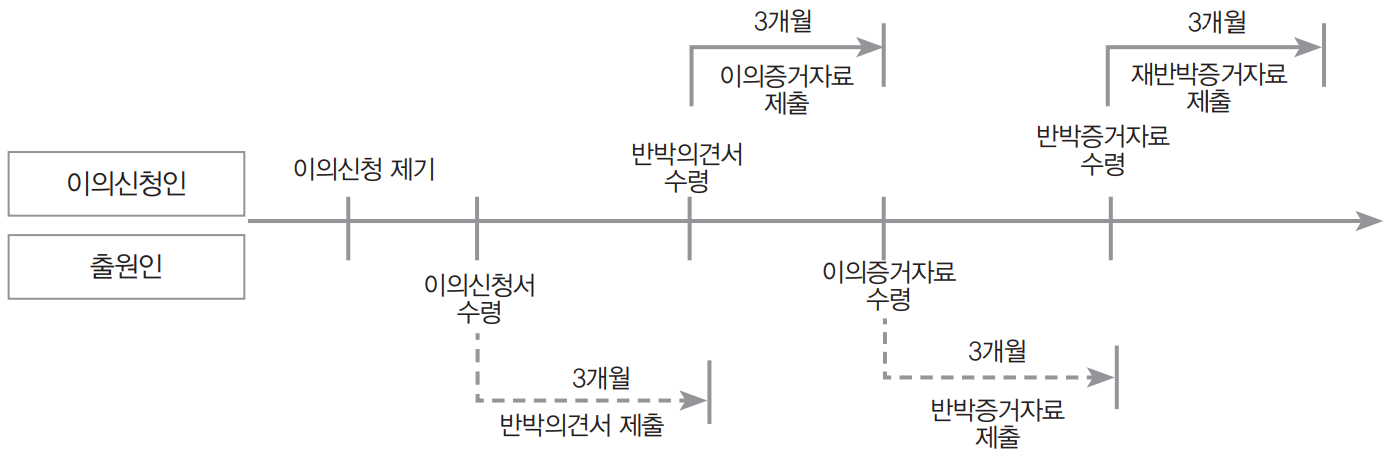 3개월
이의증거자료
제출
3개월
재반박증거자료
제출
이의신청인
이의신청 제기
반박의견서
수령
반박증거자료
수령
출원인
이의신청서
수령
3개월
반박의견서 제출
이의증거자료
수령
3개월
반박증거자료
제출